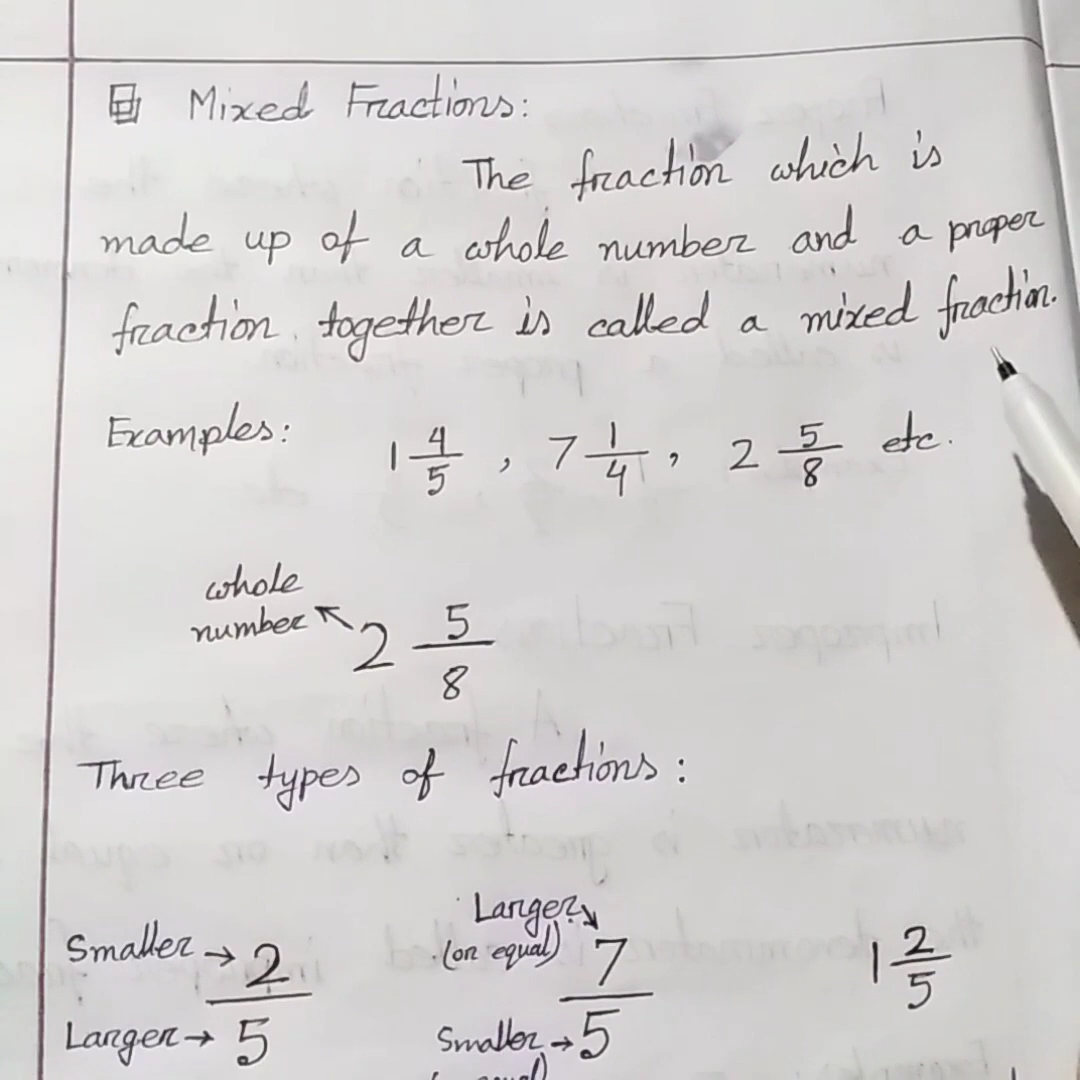 Mixed Fractions:
The fraction which is
made up of a whole number and a proper
fraction together is called a mixed fraction.
Examples: 1 4/5 , 7 1/4 , 2 5/8 etc.
whole
number ↖ 2 5/8
Three types of fractions:
Smaller → 2
Larger → 5
Larger ↘
(or equal) 7
Smaller → 5
equal)
1 2/5